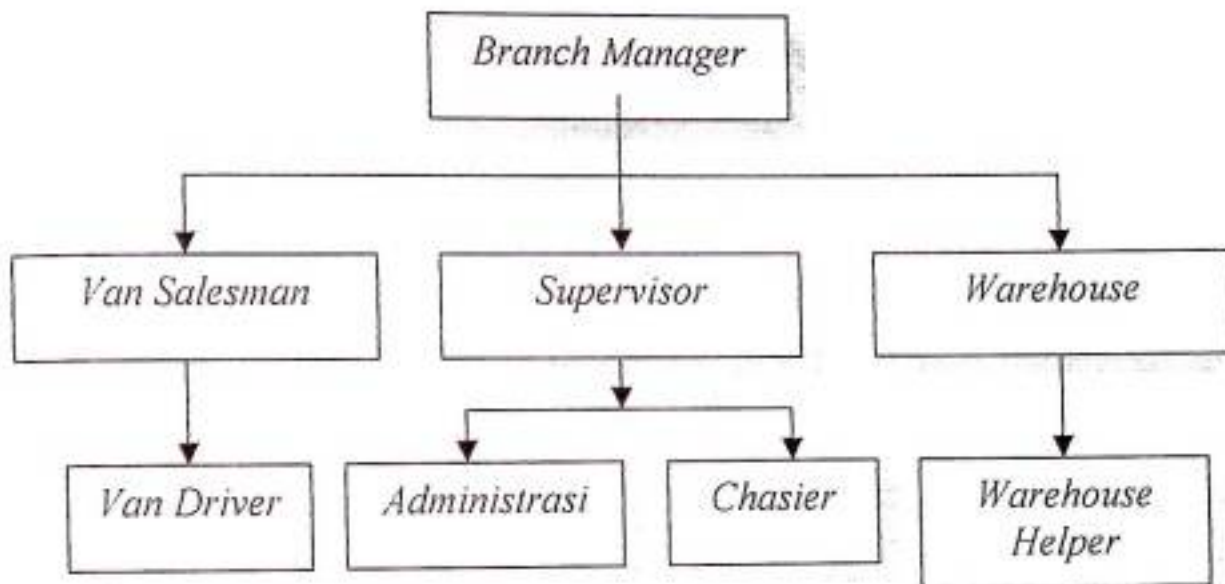 Branch Manager
Van Salesman
Supervisor
Warehouse
Van Driver
Administrasi
Chasier
Warehouse
Helper